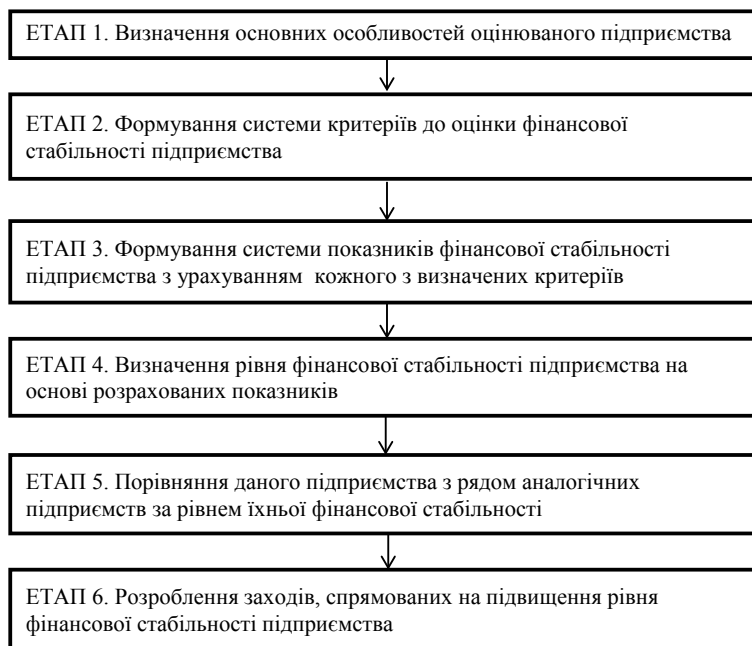 ЕТАП 1. Визначення основних особливостей оцінюваного підприємства
ЕТАП 2. Формування системи критеріїв до оцінки фінансової
стабільності підприємства
ЕТАП 3. Формування системи показників фінансової стабільності
підприємства з урахуванням кожного з визначених критеріїв
ЕТАП 4. Визначення рівня фінансової стабільності підприємства на
основі розрахованих показників
ЕТАП 5. Порівняння даного підприємства з рядом аналогічних
підприємств за рівнем їхньої фінансової стабільності
ЕТАП 6. Розроблення заходів, спрямованих на підвищення рівня
фінансової стабільності підприємства